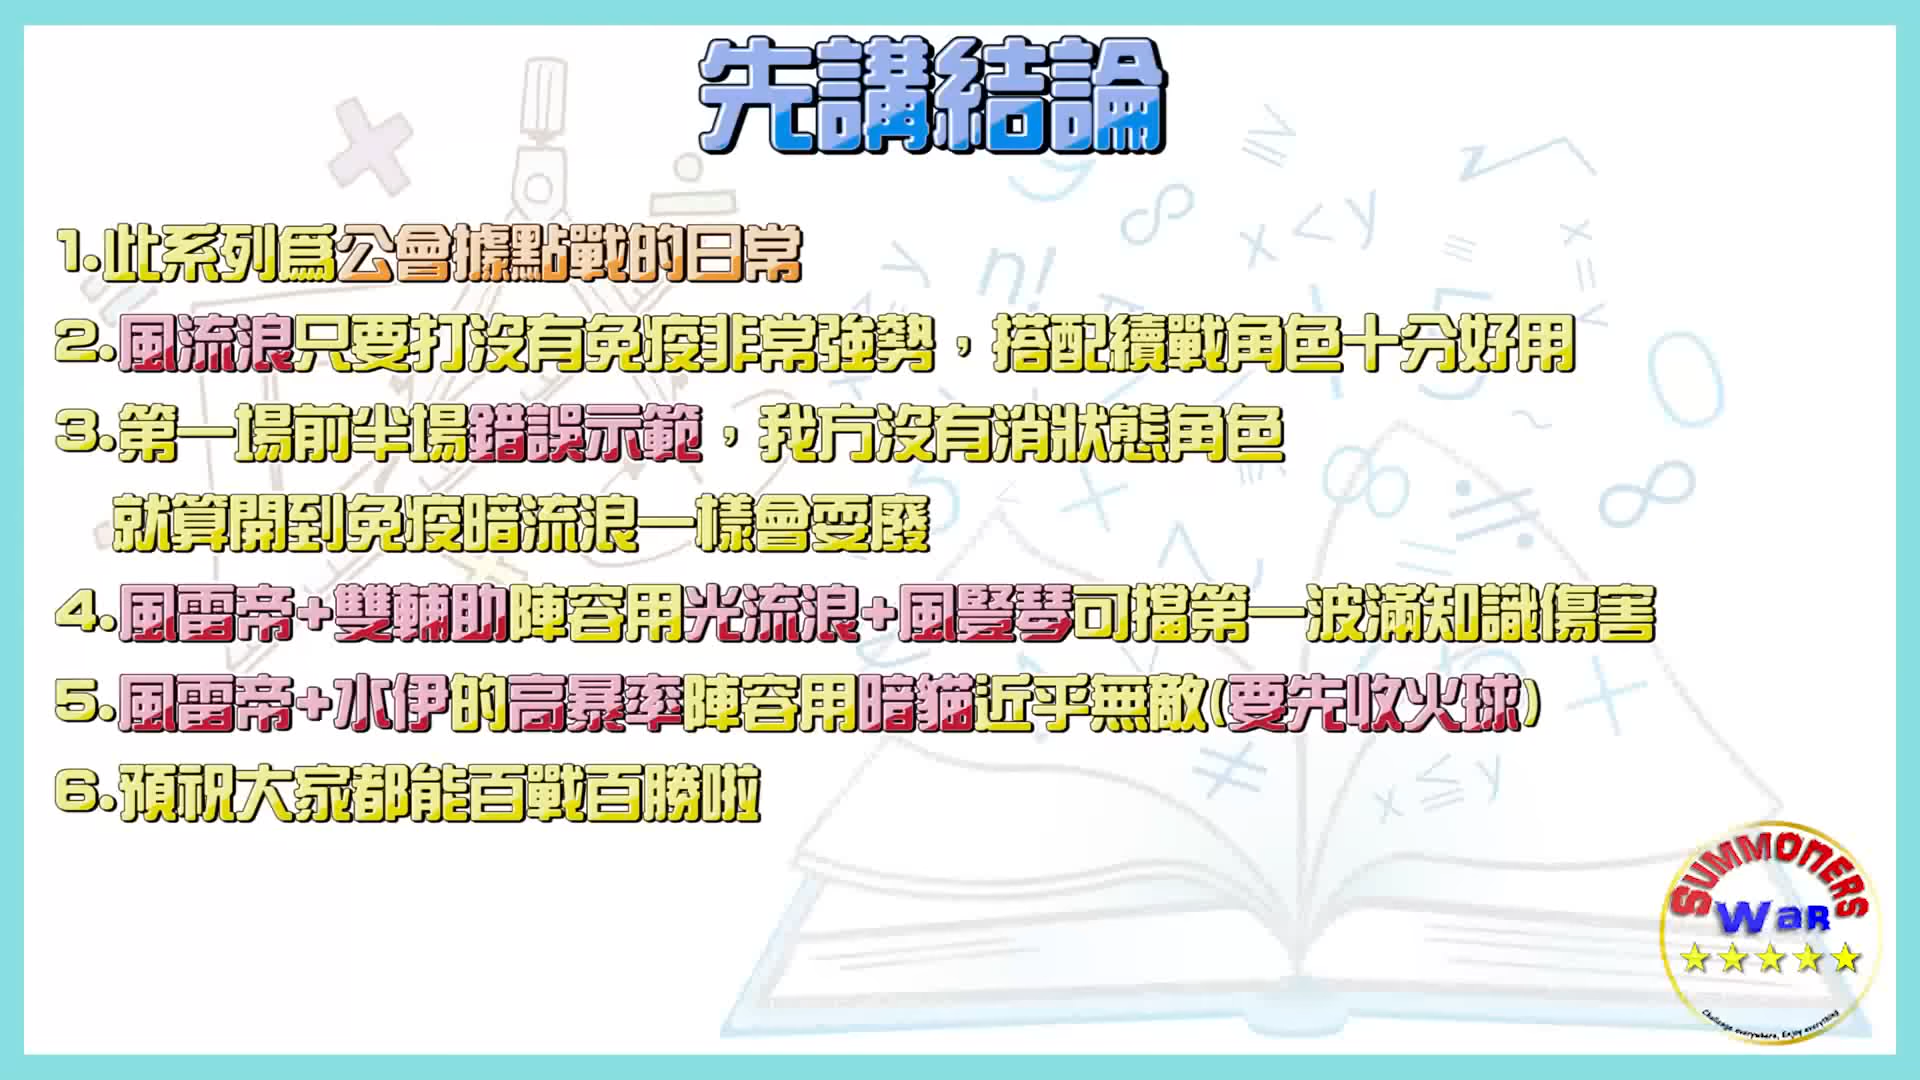 先講結論
1.此系列為公會據點戰的日常
2.風流浪只要打沒有免疫非常強勢，搭配續戰角色十分好用
3.第一場前半場錯誤示範，我方沒有消狀態角色
就算開到免疫暗流浪一樣會耍廢
4.風雷帝+雙輔助陣容用光流浪+風豎琴可擋第一波滿知識傷害
5.風雷帝+水伊的高暴率陣容用暗貓近乎無敵(要先收火球)
6.預祝大家都能百戰百勝啦
n!
x<y
x=y
≤y
SUMMONERS
WaR
Challenge everywhere, Enjoy everything